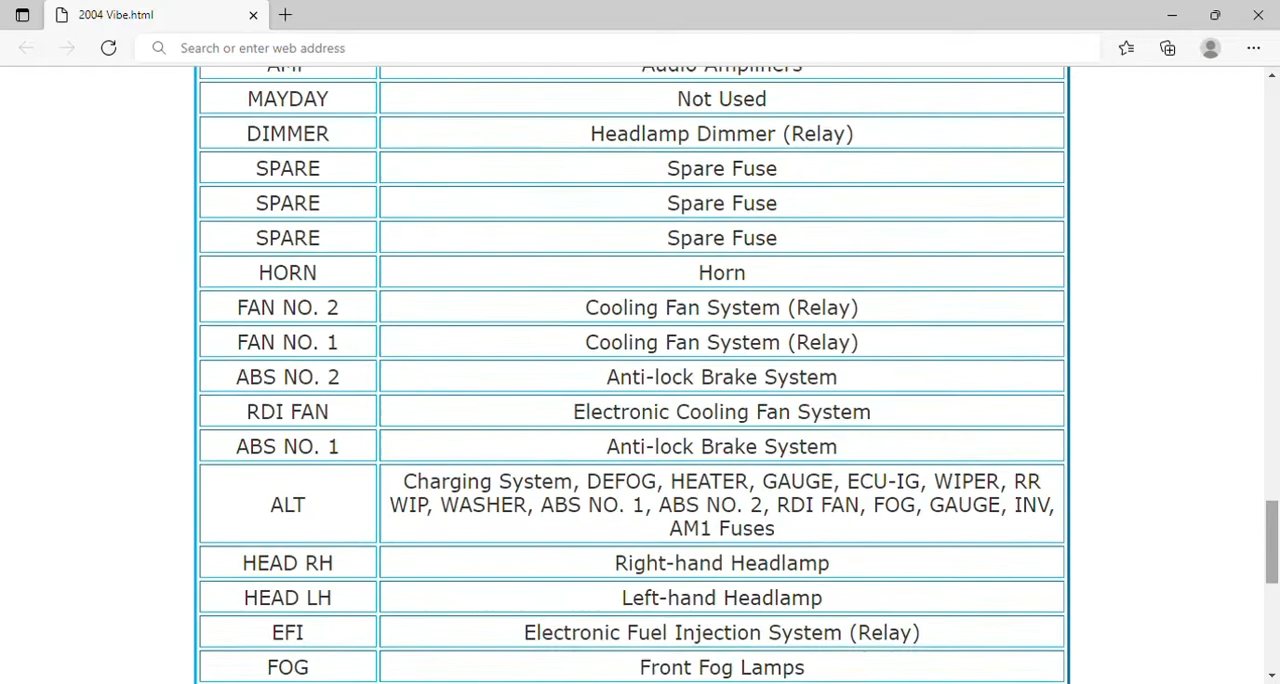 2004 Vibe.html
Search or enter web address
MAYDAY Not Used
DIMMER Headlamp Dimmer (Relay)
SPARE Spare Fuse
SPARE Spare Fuse
SPARE Spare Fuse
HORN Horn
FAN NO. 2 Cooling Fan System (Relay)
FAN NO. 1 Cooling Fan System (Relay)
ABS NO. 2 Anti-lock Brake System
RDI FAN Electronic Cooling Fan System
ABS NO. 1 Anti-lock Brake System
ALT
Charging System, DEFOG, HEATER, GAUGE, ECU-IG, WIPER, RR
WIP, WASHER, ABS NO. 1, ABS NO. 2, RDI FAN, FOG, GAUGE, INV,
AM1 Fuses
HEAD RH Right-hand Headlamp
HEAD LH Left-hand Headlamp
EFI Electronic Fuel Injection System (Relay)
FOG Front Fog Lamps